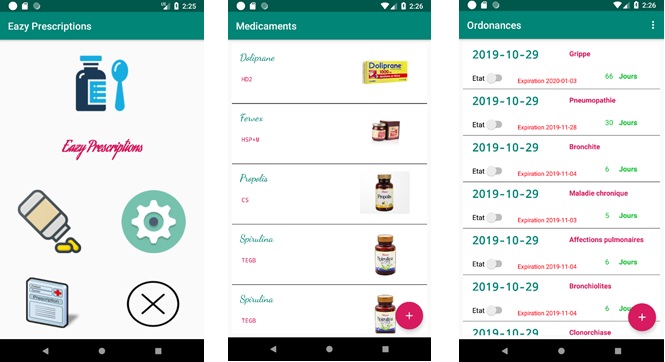 2:25
Eazy Prescriptions
Eazy Prescriptions
Prescription
2:26
Medicaments
Doliprane
HD2
DOLIPRANE
Fervex
HSP+M
Propolis
CS
Propolis
Spirulina
TEGB
Spirulina
Spirulina
TEGB
2:26
Ordonances
2019-10-29
Grippe
Etat
Expiration 2020-01-03
66 Jours
2019-10-29
Pneumopathie
Etat
Expiration 2019-11-28
30 Jours
2019-10-29
Bronchite
Etat
Expiration 2019-11-04
6 Jours
2019-10-29
Maladie chronique
Etat
Expiration 2019-11-03
5 Jours
2019-10-29
Affections pulmonaires
Etat
Expiration 2019-11-04
6 Jours
2019-10-29
Bronchiolites
Etat
Expiration 2019-11-04
6
Clonorchiase